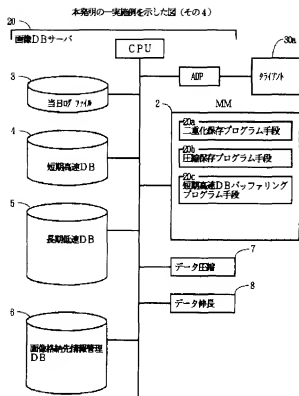 本発明の一実施例を示した図(その4)
20
画像DBサーバ
CPU
30a
ADP
クライアント
3
当日ログファイル
2
MM
20a
二重化保存プログラム手段
20b
圧縮保存プログラム手段
20c
短期高速DBバッファリング
プログラム手段
4
短期高速DB
5
長期低速DB
7
データ圧縮
8
データ伸長
6
画像格納先情報管理
DB